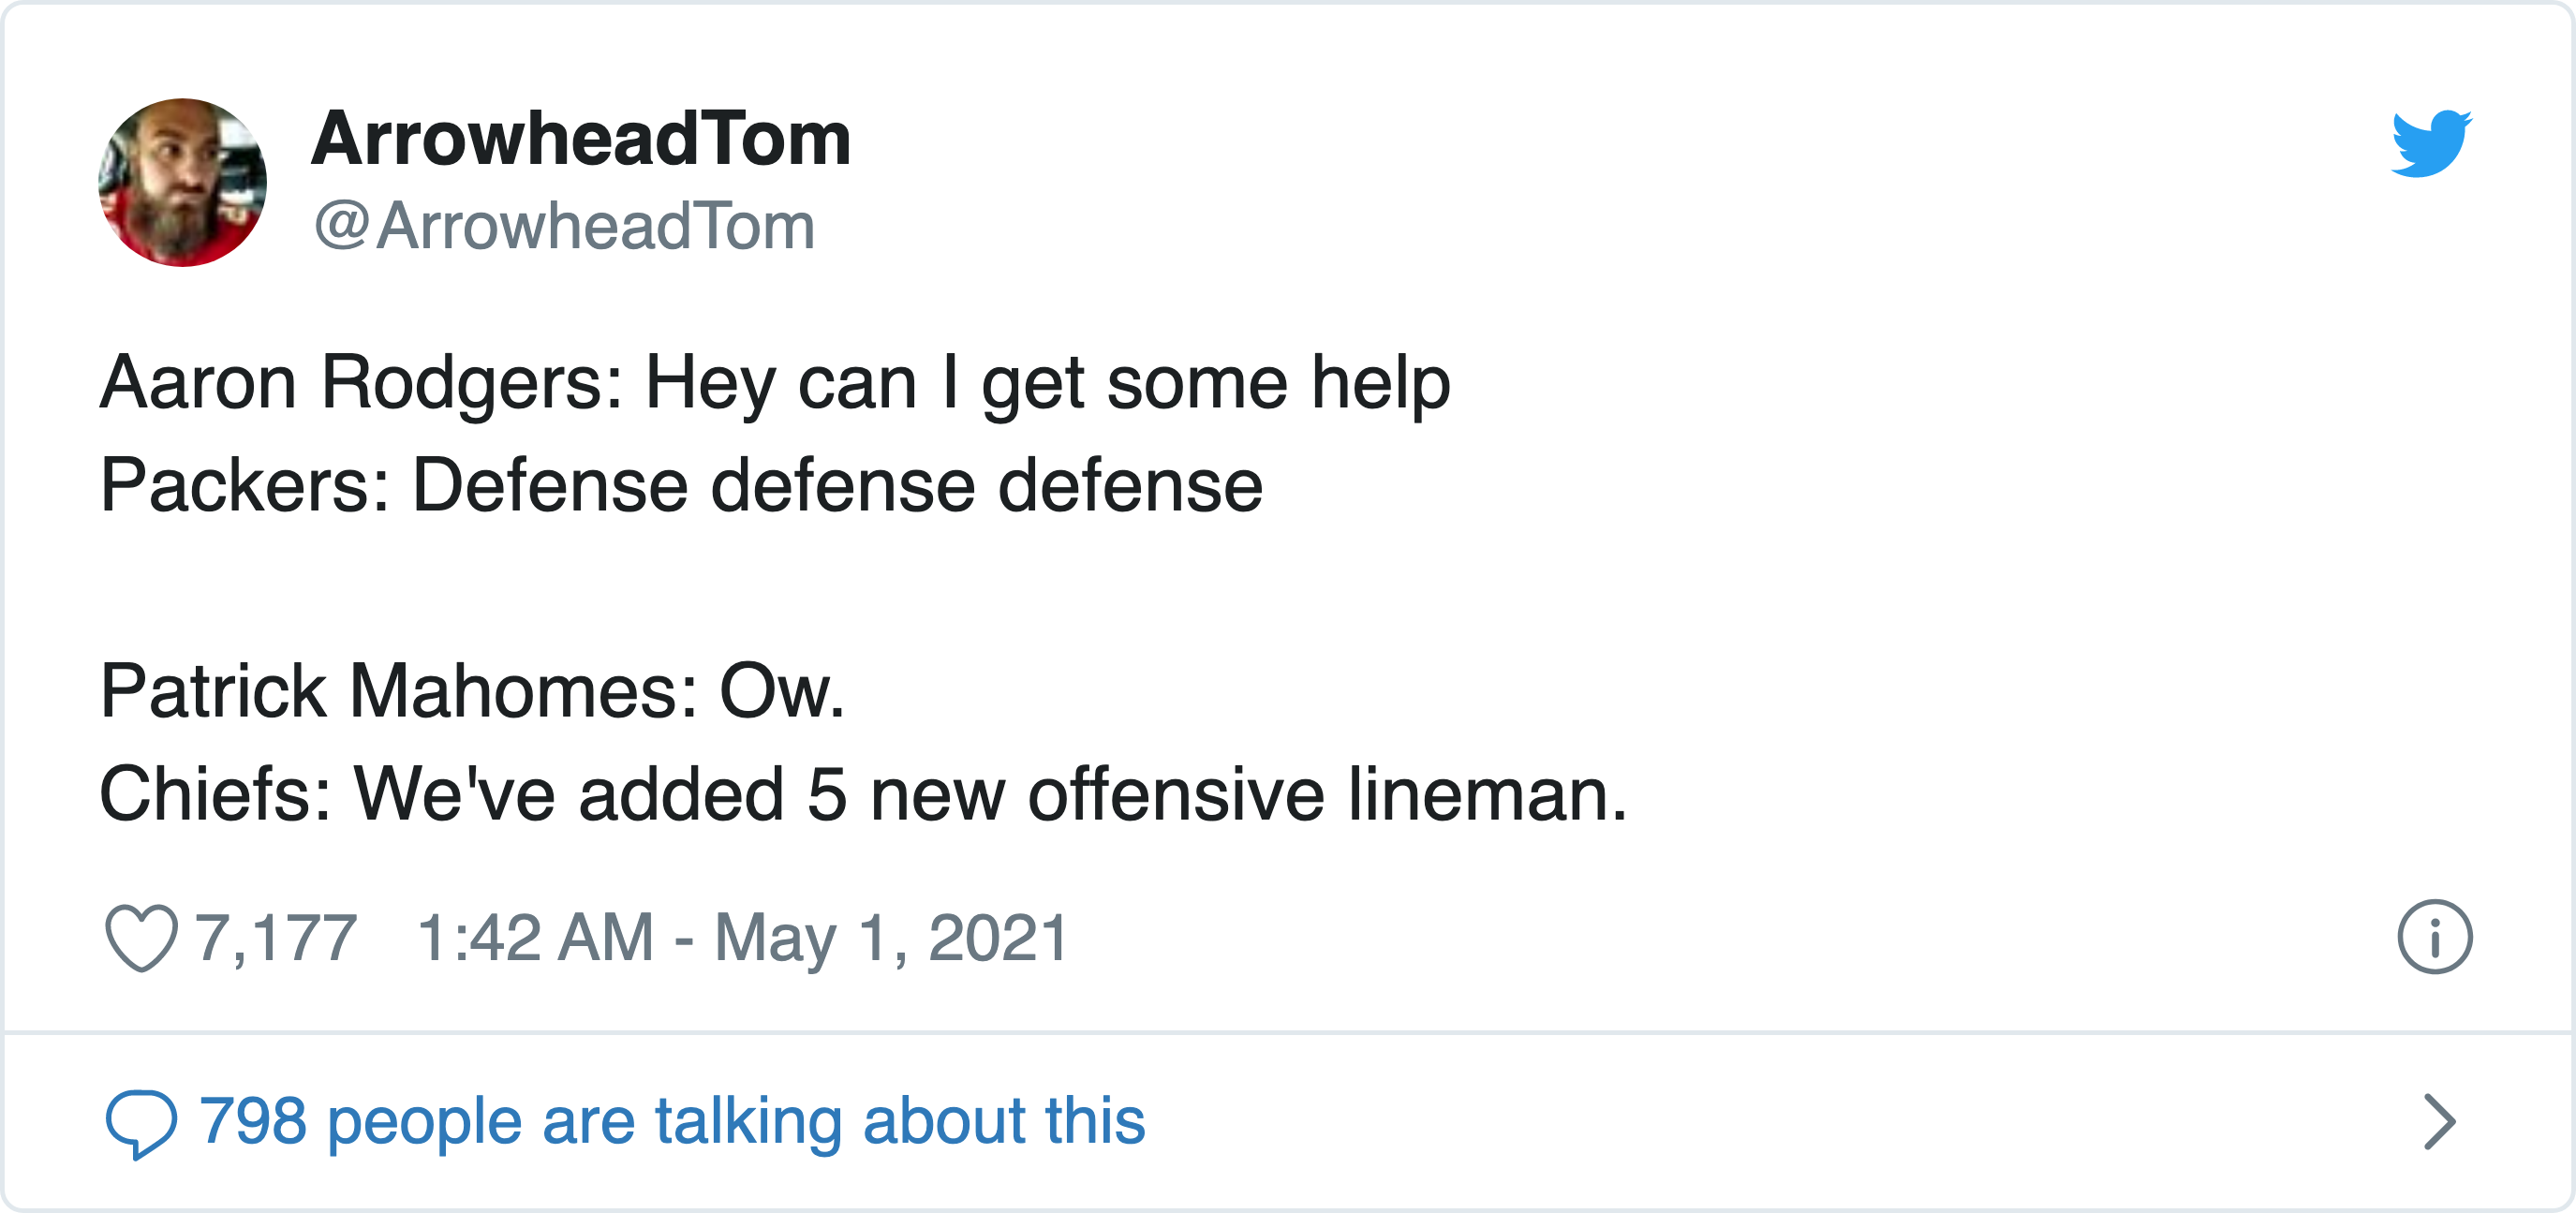 ArrowheadTom
@ArrowheadTom
Aaron Rodgers: Hey can I get some help
Packers: Defense defense defense
Patrick Mahomes: Ow.
Chiefs: We've added 5 new offensive lineman.
7,177 1:42 AM - May 1, 2021
798 people are talking about this